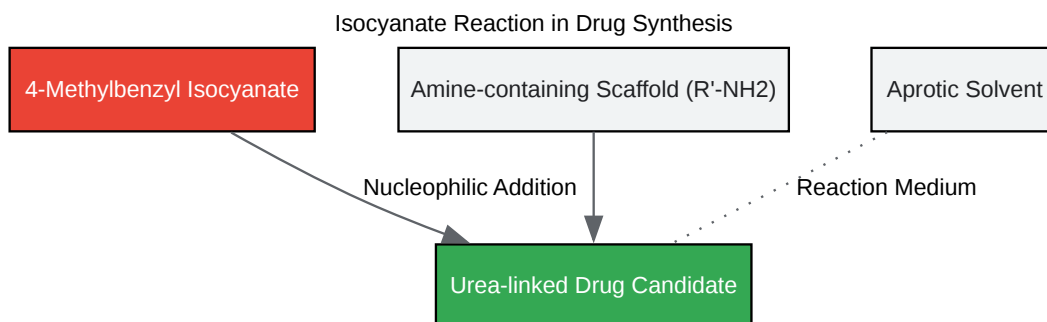 Isocyanate Reaction in Drug Synthesis
4-Methylbenzyl Isocyanate
Amine-containing Scaffold (R'-NH2)
Aprotic Solvent
Nucleophilic Addition
Reaction Medium
Urea-linked Drug Candidate